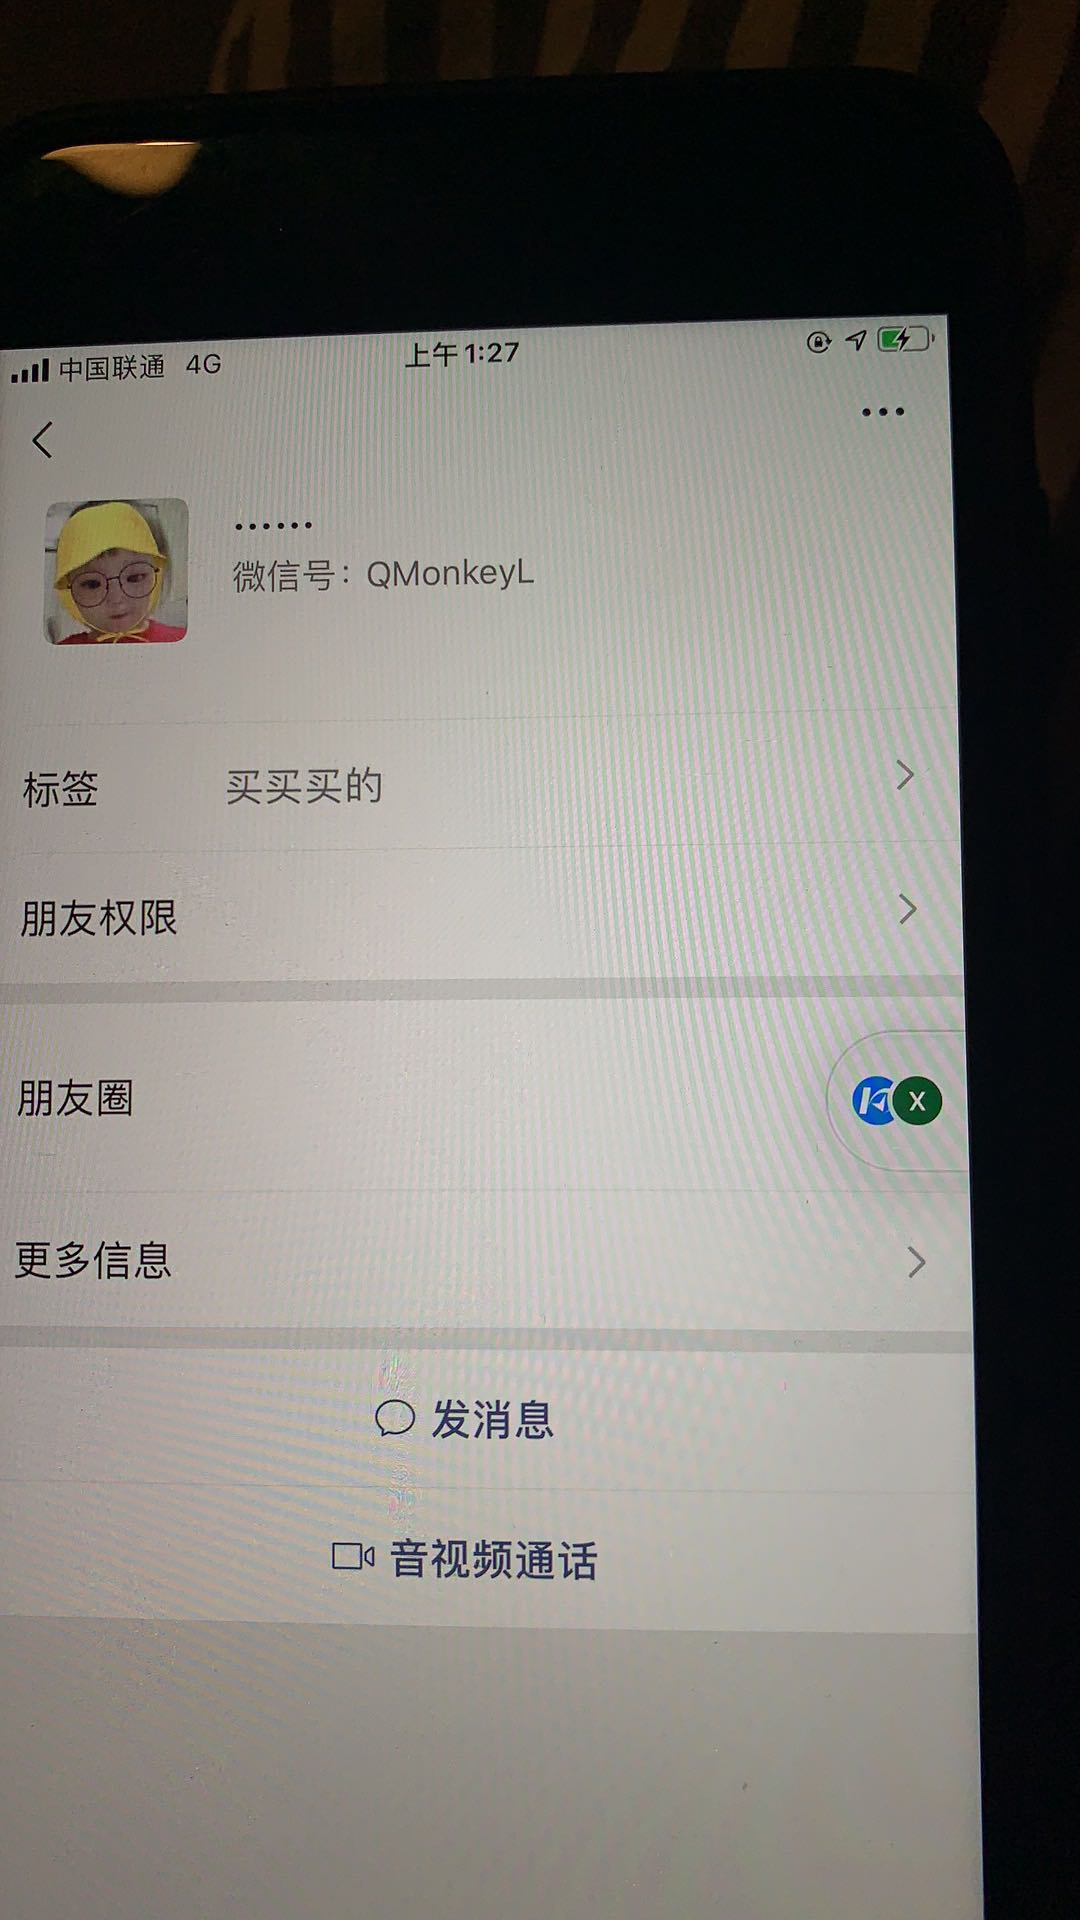 中国联通 4G 上午1:27
......
微信号：QMonkeyL
标签 买买买的
朋友权限
朋友圈
X
更多信息
发消息
音视频通话